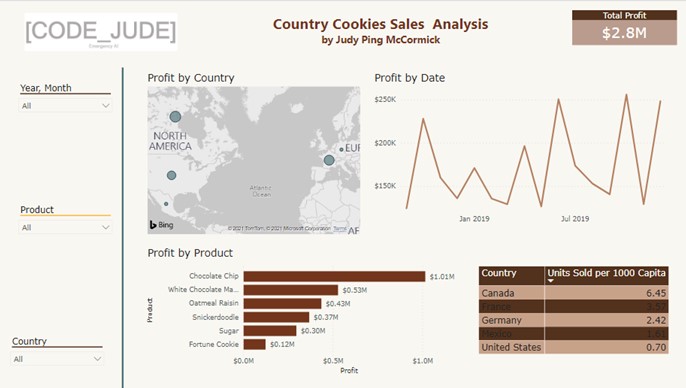 [CODE_JUDE]
Emergency ID
Country Cookies Sales Analysis
by Judy Ping McCormick
Total Profit
$2.8M
Year, Month
All
Product
All
Country
All
Profit by Country
NORTH
AMERICA
EUR
Atlantic
Ocean
AF
Bing
© 2021 TomTom, © 2021 Microsoft Corporation Terms
Profit by Date
$250K
$200K
$150K
Jan 2019
Jul 2019
Profit by Product
Product
Chocolate Chip
$1.01M
White Chocolate Ma...
$0.53M
Oatmeal Raisin
$0.43M
Snickerdoodle
$0.37M
Sugar
$0.30M
Fortune Cookie
$0.12M
$0.0M
$0.5M
$1.0M
Profit
Country Units Sold per 1000 Capita
Canada 6.45
France
Germany 2.42
Mexico
United States 0.70